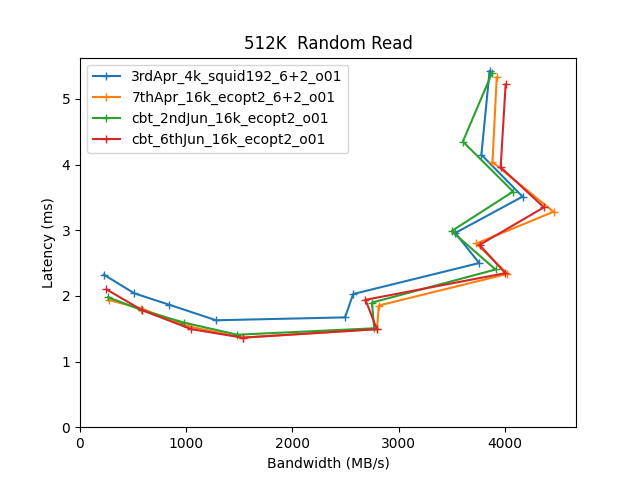 512K  Random Read
3rdApr_4k_squid192_6+2_o01
7thApr_16k_ecopt2_6+2_o01
cbt_2ndJun_16k_ecopt2_o01
cbt_6thJun_16k_ecopt2_o01
Latency (ms)
5
4
3
2
1
0
0 1000 2000 3000 4000
Bandwidth (MB/s)